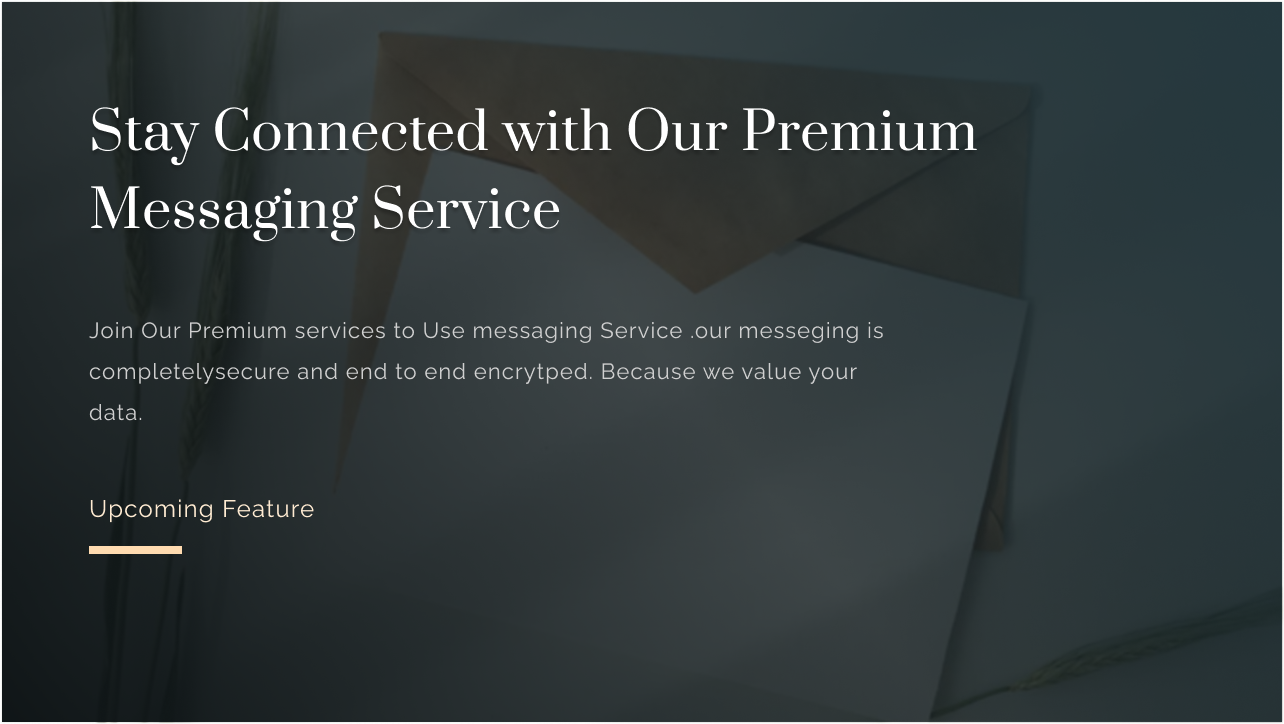 Stay Connected with Our Premium
Messaging Service
Join Our Premium services to Use messaging Service .our messeging is
completelysecure and end to end encrytped. Because we value your
data.
Upcoming Feature